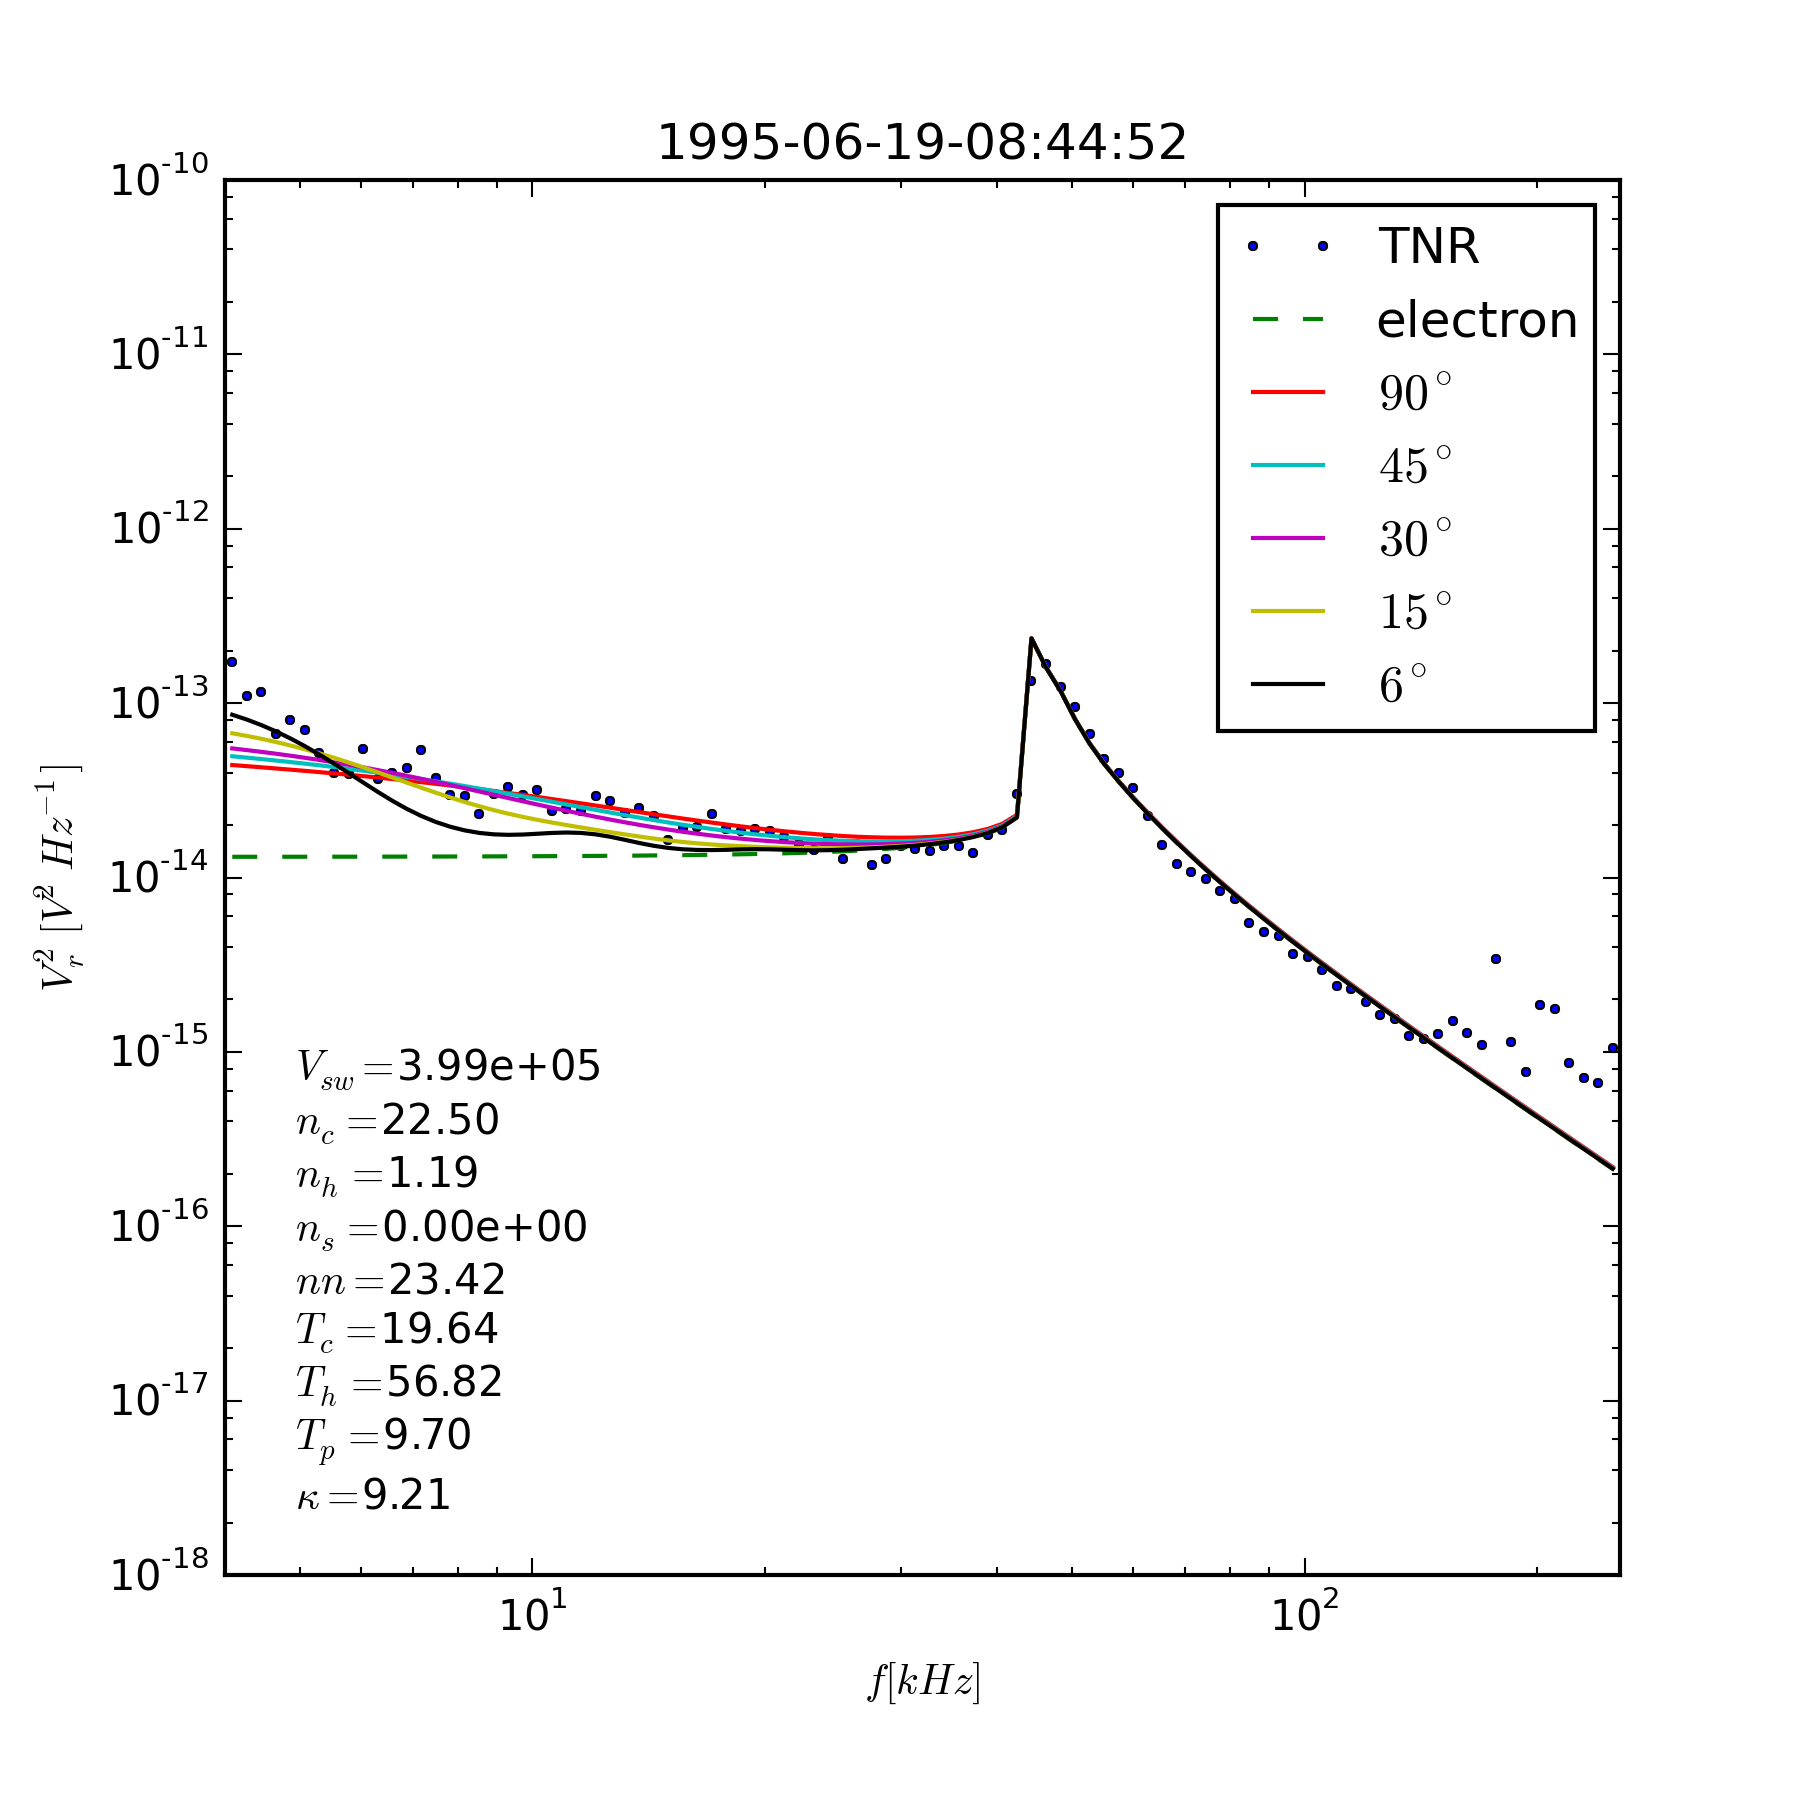 1995-06-19-08:44:52
10^-10
10^-11
10^-12
10^-13
10^-14
10^-15
10^-16
10^-17
10^-18
V_r^2 [V^2 Hz^-1]
TNR
electron
90°
45°
30°
15°
6°
V_sw =3.99e+05
n_c =22.50
n_h =1.19
n_s =0.00e+00
nn =23.42
T_c =19.64
T_h =56.82
T_p =9.70
κ =9.21
10^1
10^2
f[kHz]